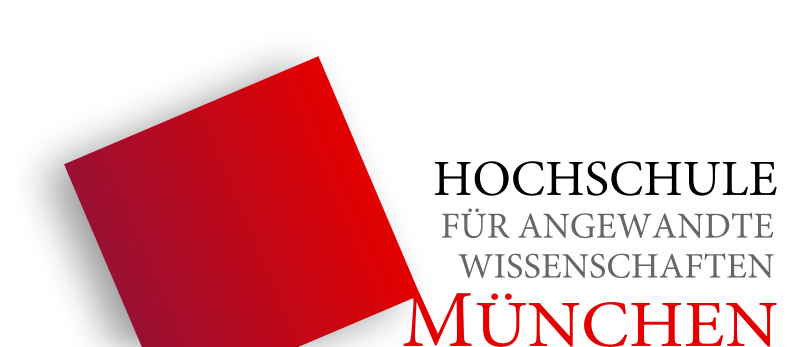 HOCHSCHULE
FÜR ANGEWANDTE
WISSENSCHAFTEN
MÜNCHEN